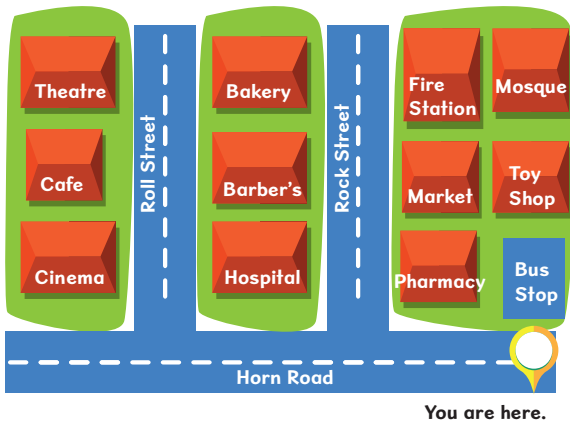 Theatre
Cafe
Cinema
Roll Street
Bakery
Barber's
Hospital
Rock Street
Fire
Station
Mosque
Market
Toy
Shop
Pharmacy
Bus
Stop
Horn Road
You are here.